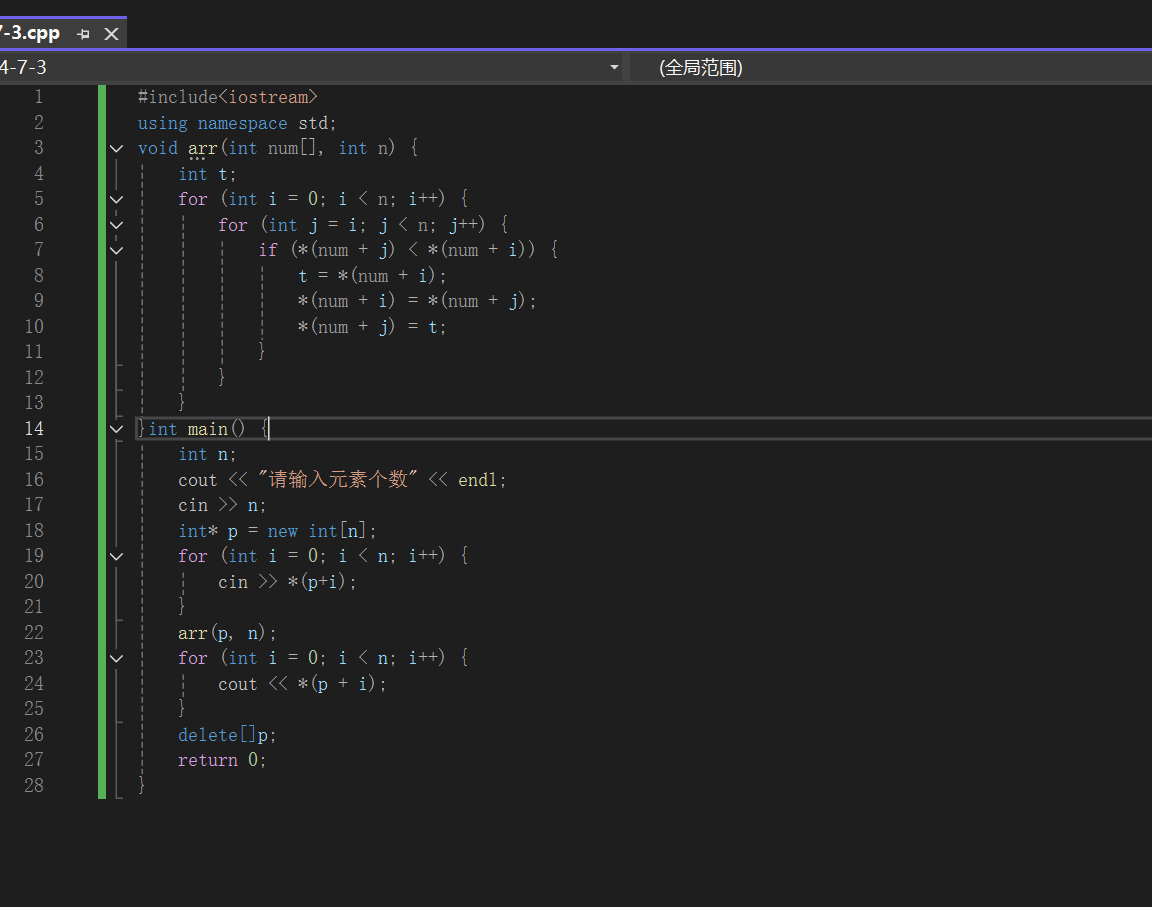 7-3.cpp
4-7-3
(全局范围)
1 #include<iostream>
2 using namespace std;
3 void arr(int num[], int n) {
4 int t;
5 for (int i = 0; i < n; i++) {
6 for (int j = i; j < n; j++) {
7 if (*(num + j) < *(num + i)) {
8 t = *(num + i);
9 *(num + i) = *(num + j);
10 *(num + j) = t;
11 }
12 }
13 }
14 }int main() {
15 int n;
16 cout << "请输入元素个数" << endl;
17 cin >> n;
18 int* p = new int[n];
19 for (int i = 0; i < n; i++) {
20 cin >> *(p+i);
21 }
22 arr(p, n);
23 for (int i = 0; i < n; i++) {
24 cout << *(p + i);
25 }
26 delete[]p;
27 return 0;
28 }